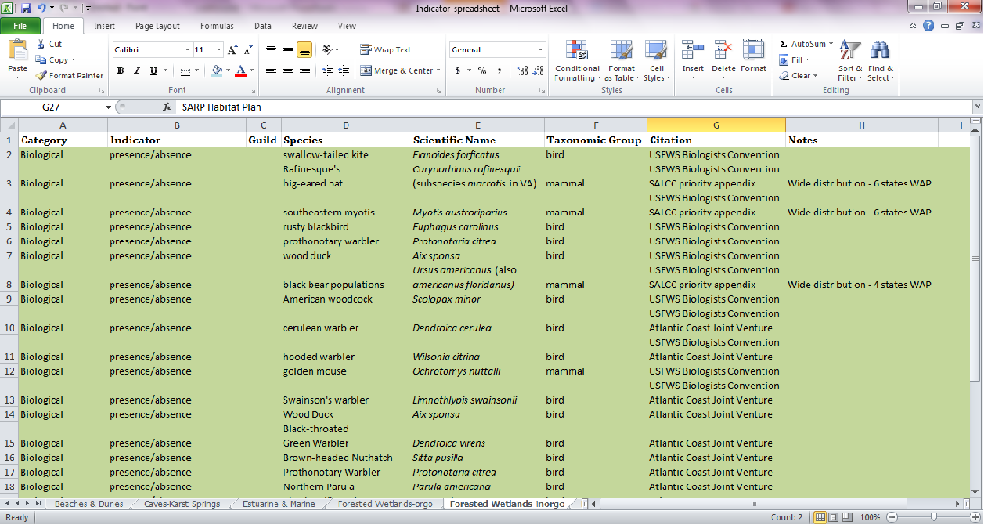 Indicator spreadsheet - Microsoft Excel
File Home Insert Page Layout Formulas Data Review View
Cut
Copy
Format Painter
Paste
Calibri 11
B I U
Wrap Text
Merge & Center
General
$ % ,
Conditional Formatting
Format as Table
Cell Styles
Insert Delete Format
AutoSum
Fill
Clear
Sort & Filter
Find & Select
Clipboard Font Alignment Number Styles Cells Editing
G27 fx SARP Habitat Plan
A B C D E F G H I
1 Category Indicator Guild Species Scientific Name Taxonomic Group Citation Notes
2 Biological presence/absence swallow-tailed kite Elanoides forficatus bird USFWS Biologists Convention
Rafinesque's Corynorhinus rafinesquii USFWS Biologists Convention
3 Biological presence/absence big-eared bat (subspecies macrotis in VA) mammal SALCC priority appendix Wide distribution - 6 states WAP
USFWS Biologists Convention
4 Biological presence/absence southeastern myotis Myotis austroriparius mammal SALCC priority appendix Wide distribution - 6 states WAP
5 Biological presence/absence rusty blackbird Euphagus carolinus bird USFWS Biologists Convention
6 Biological presence/absence prothonotary warbler Protonotaria citrea bird USFWS Biologists Convention
7 Biological presence/absence wood duck Aix sponsa bird USFWS Biologists Convention
Ursus americanus (also USFWS Biologists Convention
8 Biological presence/absence black bear populations americanus floridanus) mammal SALCC priority appendix Wide distribution - 4 states WAP
9 Biological presence/absence American woodcock Scolopax minor bird USFWS Biologists Convention
USFWS Biologists Convention
10 Biological presence/absence cerulean warbler Dendroica cerulea bird Atlantic Coast Joint Venture
USFWS Biologists Convention
11 Biological presence/absence hooded warbler Wilsonia citrina bird Atlantic Coast Joint Venture
12 Biological presence/absence golden mouse Ochrotomys nuttalli mammal USFWS Biologists Convention
USFWS Biologists Convention
13 Biological presence/absence Swainson's warbler Limnothlypis swainsonii bird Atlantic Coast Joint Venture
14 Biological presence/absence Wood Duck Aix sponsa bird Atlantic Coast Joint Venture
Black-throated
15 Biological presence/absence Green Warbler Dendroica virens bird Atlantic Coast Joint Venture
16 Biological presence/absence Brown-headed Nuthatch Sitta pusilla bird Atlantic Coast Joint Venture
17 Biological presence/absence Prothonotary Warbler Protonotaria citrea bird Atlantic Coast Joint Venture
18 Biological presence/absence Northern Parula Parula americana bird Atlantic Coast Joint Venture
Beaches & Dunes Caves-Karst Springs Estuarine & Marine Forested Wetlands-orgo Forested Wetlands Inorgo
Ready Count: 2 100%